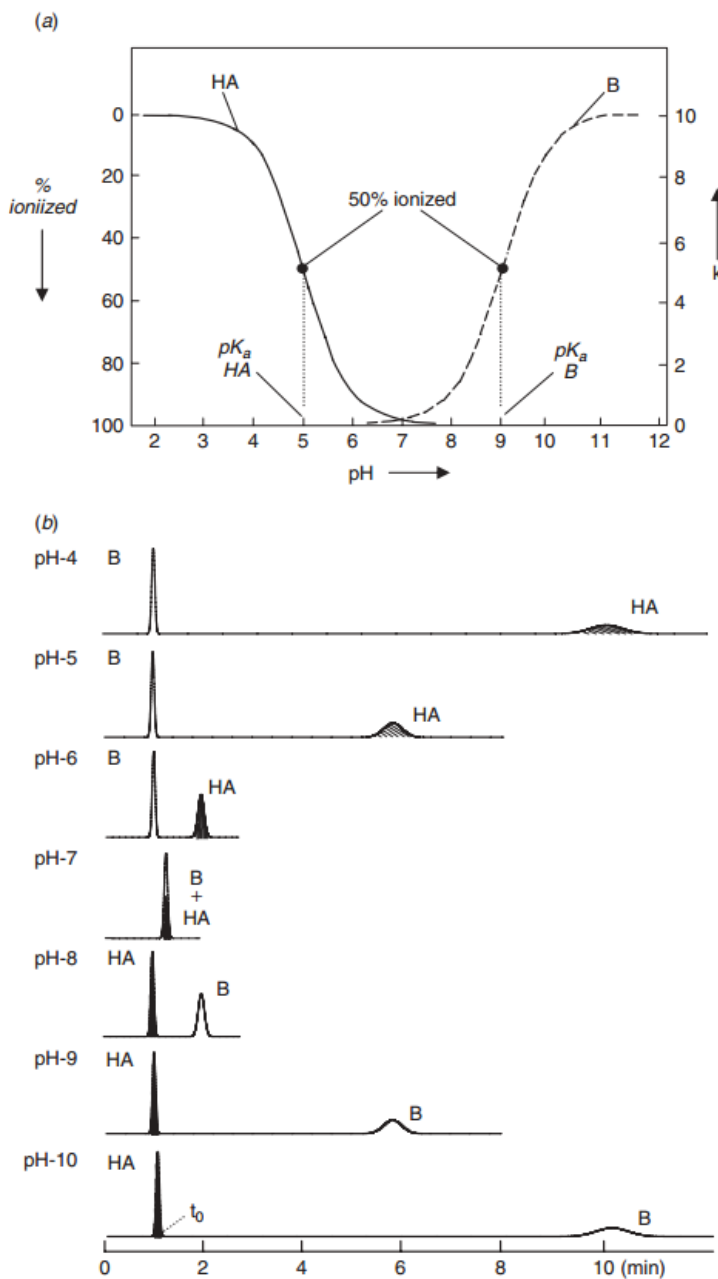 (a)
HA
B
0
10
20
8
%
ioniized
50% ionized
40
6
k
60
4
pKa
HA
pKa
B
80
2
100
0
2 3 4 5 6 7 8 9 10 11 12
pH
(b)
pH-4 B
HA
pH-5 B
HA
pH-6 B
HA
pH-7
B
+
HA
pH-8 HA
B
pH-9 HA
B
pH-10 HA
t0
B
0 2 4 6 8 10 (min)